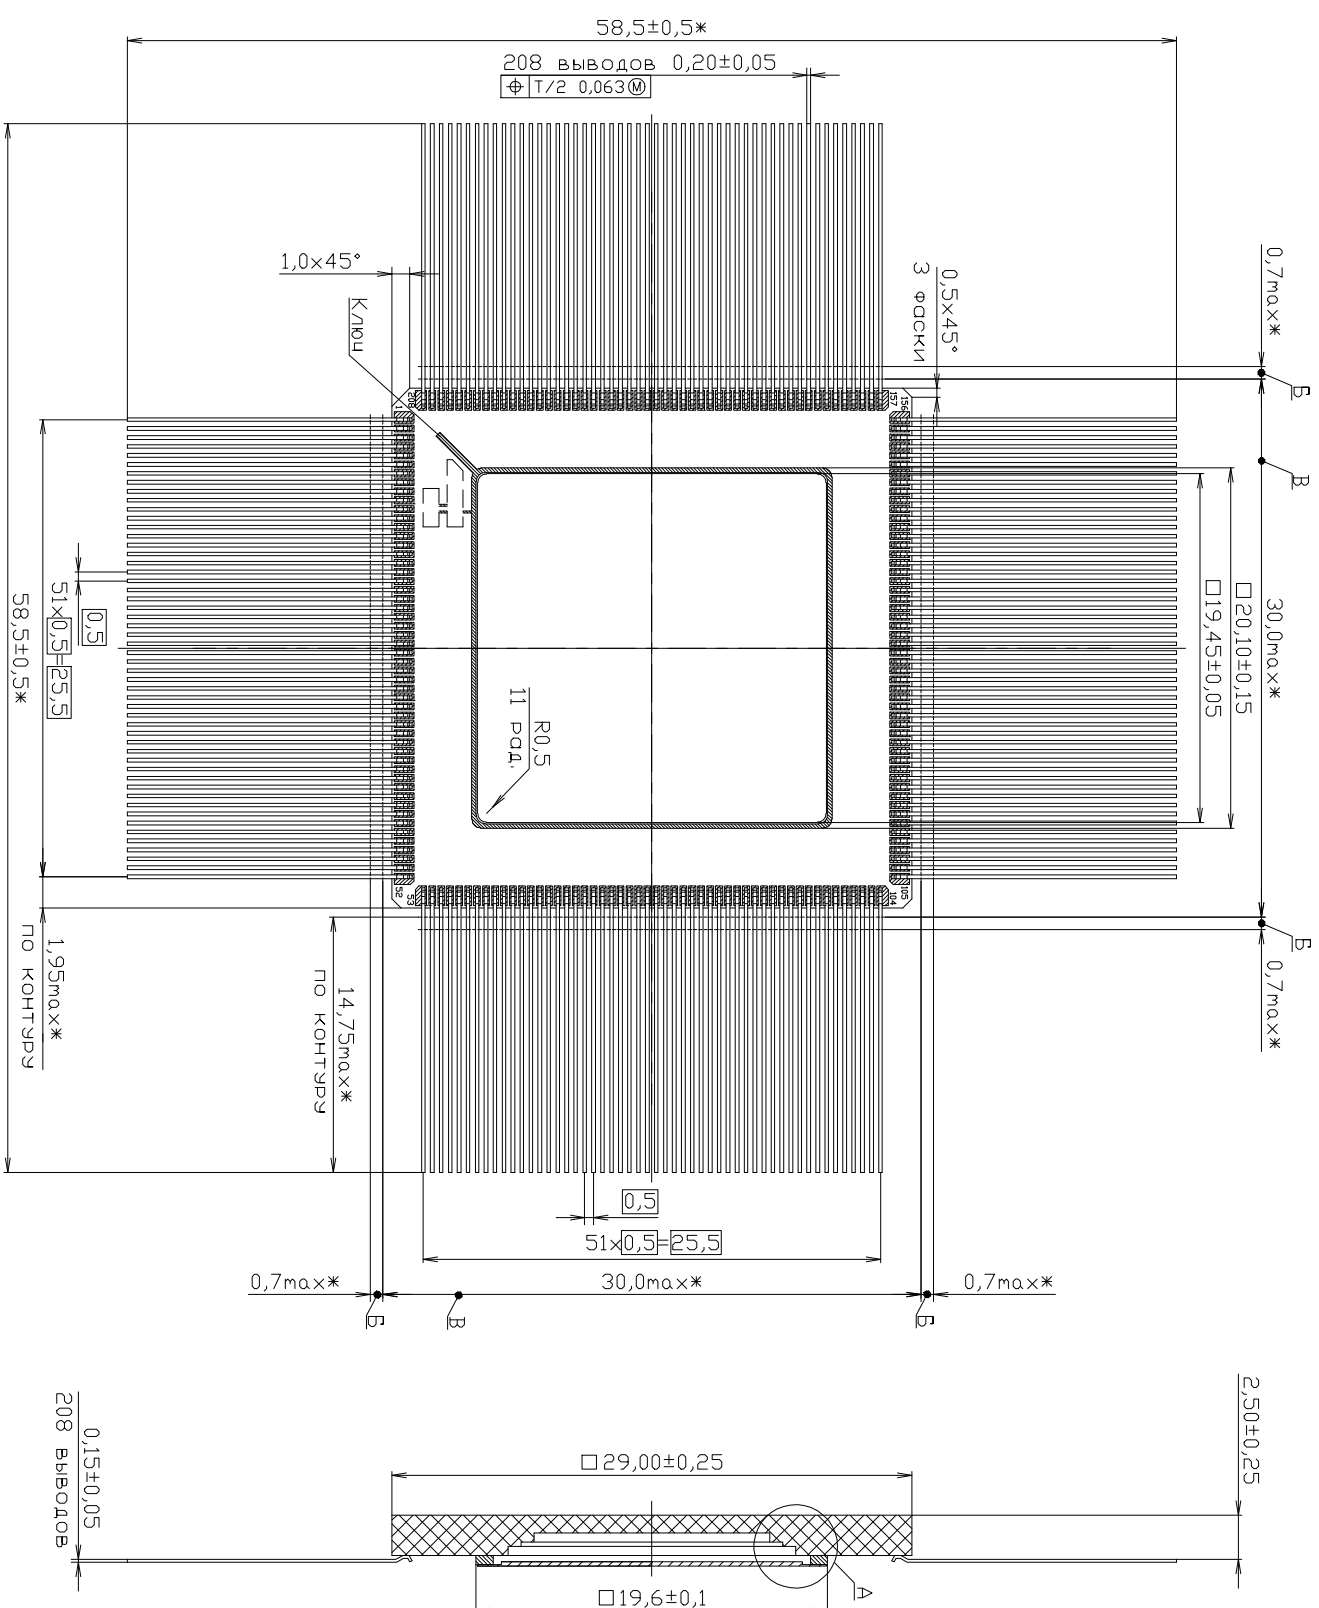 58,5±0,5*
208 выводов 0,20±0,05
T/2 0,063 M
0,7max*
Б
1,0×45°
Ключ
0,5×45°
3 фаски
В
208
1
157
156
30,0max*
□20,10±0,15
□19,45±0,05
0,5
51×0,5=25,5
58,5±0,5*
R0,5
11 рад.
52
53
105
104
Б
0,7max*
1,95max*
по контуру
14,75max*
по контуру
0,5
51×0,5=25,5
0,7max*
30,0max*
0,7max*
Б
В
Б
2,50±0,25
0,15±0,05
208 выводов
□29,00±0,25
А
□19,6±0,1